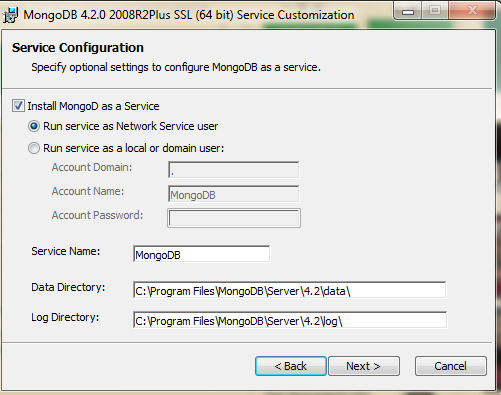 MongoDB 4.2.0 2008R2Plus SSL (64 bit) Service Customization
Service Configuration
Specify optional settings to configure MongoDB as a service.
Install MongoD as a Service
Run service as Network Service user
Run service as a local or domain user:
Account Domain: .
Account Name: MongoDB
Account Password:
Service Name: MongoDB
Data Directory: C:\Program Files\MongoDB\Server\4.2\data\
Log Directory: C:\Program Files\MongoDB\Server\4.2\log\
< Back Next > Cancel